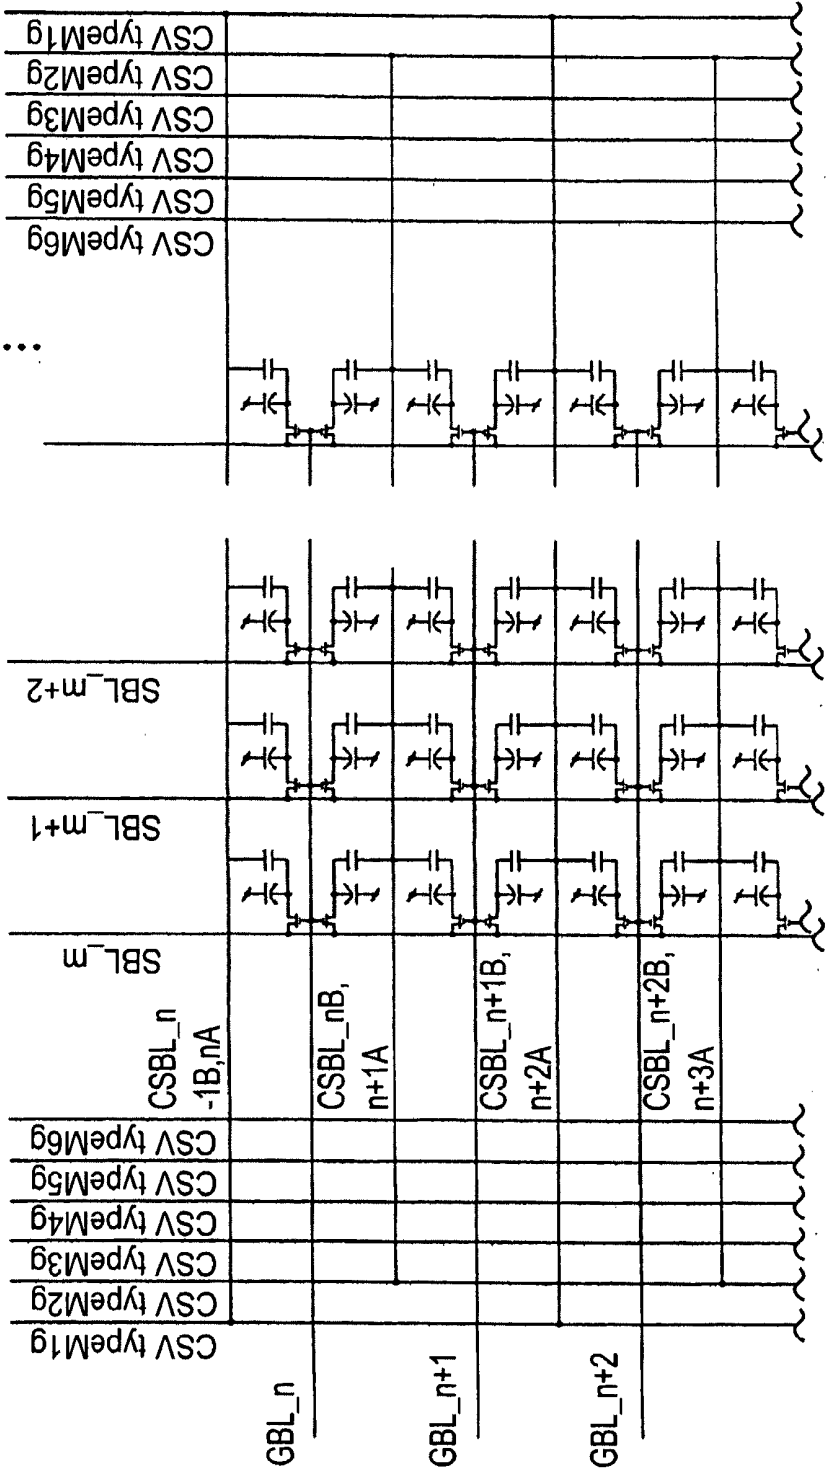 CSV typeM1g
CSV typeM2g
CSV typeM3g
CSV typeM4g
CSV typeM5g
CSV typeM6g
...
SBL_m+2
SBL_m+1
SBL_m
CSBL_n
-1B,nA
CSBL_nB,
n+1A
CSBL_n+1B,
n+2A
CSBL_n+2B,
n+3A
CSV typeM6g
CSV typeM5g
CSV typeM4g
CSV typeM3g
CSV typeM2g
CSV typeM1g
GBL_n
GBL_n+1
GBL_n+2